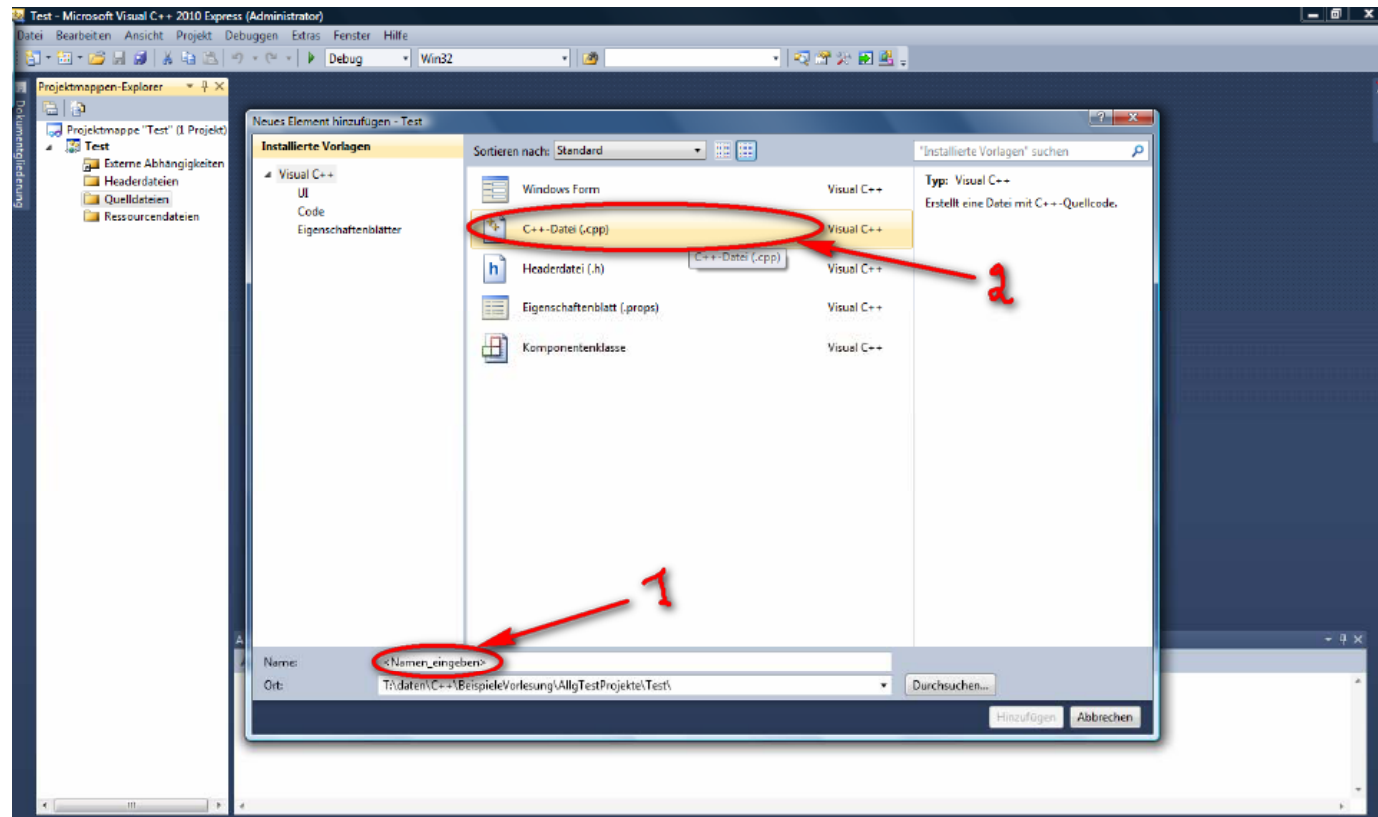 Test - Microsoft Visual C++ 2010 Express (Administrator)
Datei Bearbeiten Ansicht Projekt Debuggen Extras Fenster Hilfe
Debug Win32
Projektmappen-Explorer
Dokumentgliederung
Projektmappe "Test" (1 Projekt)
Test
Externe Abhängigkeiten
Headerdateien
Quelldateien
Ressourcendateien
Neues Element hinzufügen - Test
Installierte Vorlagen
Visual C++
UI
Code
Eigenschaftenblätter
Sortieren nach: Standard
Windows Form Visual C++
C++-Datei (.cpp) Visual C++
C++-Datei (.cpp)
Headerdatei (.h) Visual C++
Eigenschaftenblatt (.props) Visual C++
Komponentenklasse Visual C++
"Installierte Vorlagen" suchen
Typ: Visual C++
Erstellt eine Datei mit C++-Quellcode.
2
1
Name: <Namen_eingeben>
Ort: T:\daten\C++\BeispieleVorlesung\AllgTestProjekte\Test\
Durchsuchen...
Hinzufügen Abbrechen